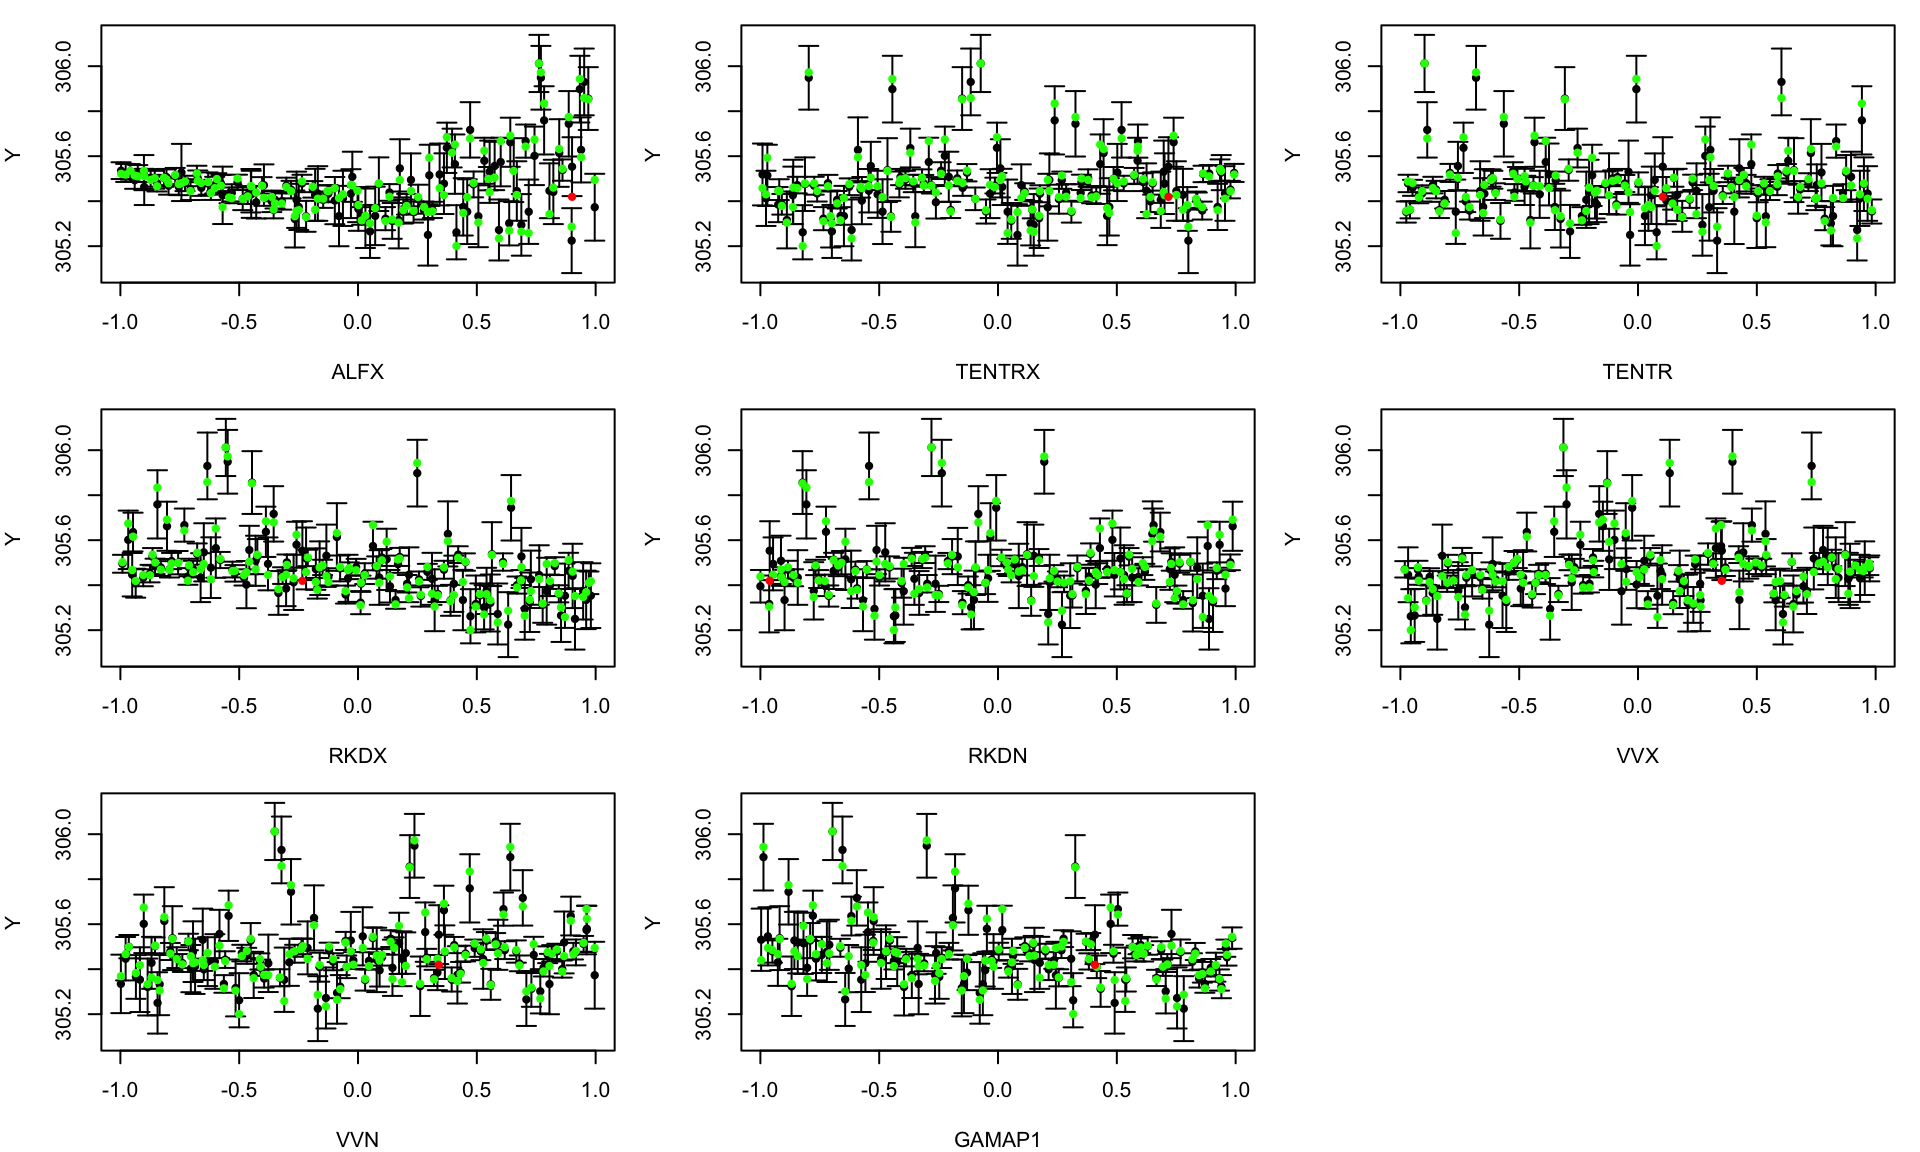 306.0 306.0 306.0
305.6 305.6 305.6
Y Y Y
305.2 305.2 305.2
-1.0 -0.5 0.0 0.5 1.0 -1.0 -0.5 0.0 0.5 1.0 -1.0 -0.5 0.0 0.5 1.0
ALFX TENTRX TENTR
306.0 306.0 306.0
305.6 305.6 305.6
Y Y Y
305.2 305.2 305.2
-1.0 -0.5 0.0 0.5 1.0 -1.0 -0.5 0.0 0.5 1.0 -1.0 -0.5 0.0 0.5 1.0
RKDX RKDN VVX
306.0 306.0
305.6 305.6
Y Y
305.2 305.2
-1.0 -0.5 0.0 0.5 1.0 -1.0 -0.5 0.0 0.5 1.0
VVN GAMAP1